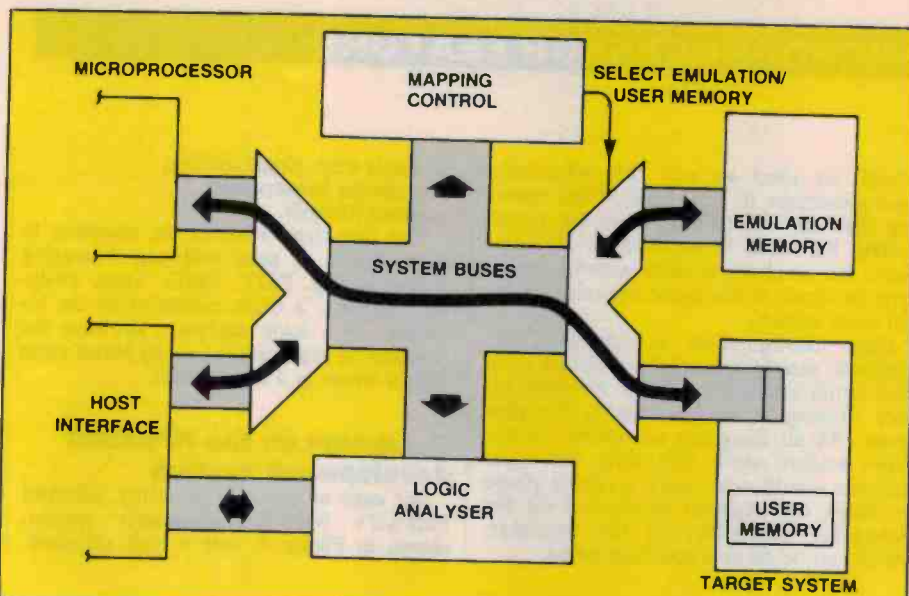 MICROPROCESSOR
MAPPING
CONTROL
SELECT EMULATION/
USER MEMORY
EMULATION
MEMORY
SYSTEM BUSES
HOST
INTERFACE
LOGIC
ANALYSER
USER
MEMORY
TARGET SYSTEM